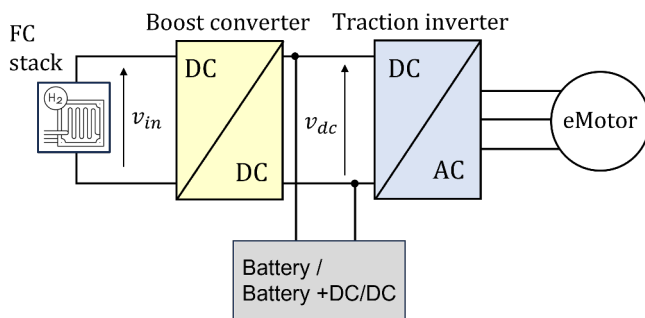 Boost converter
Traction inverter
FC
stack
H2
v_in
DC
DC
v_dc
DC
AC
eMotor
Battery /
Battery +DC/DC